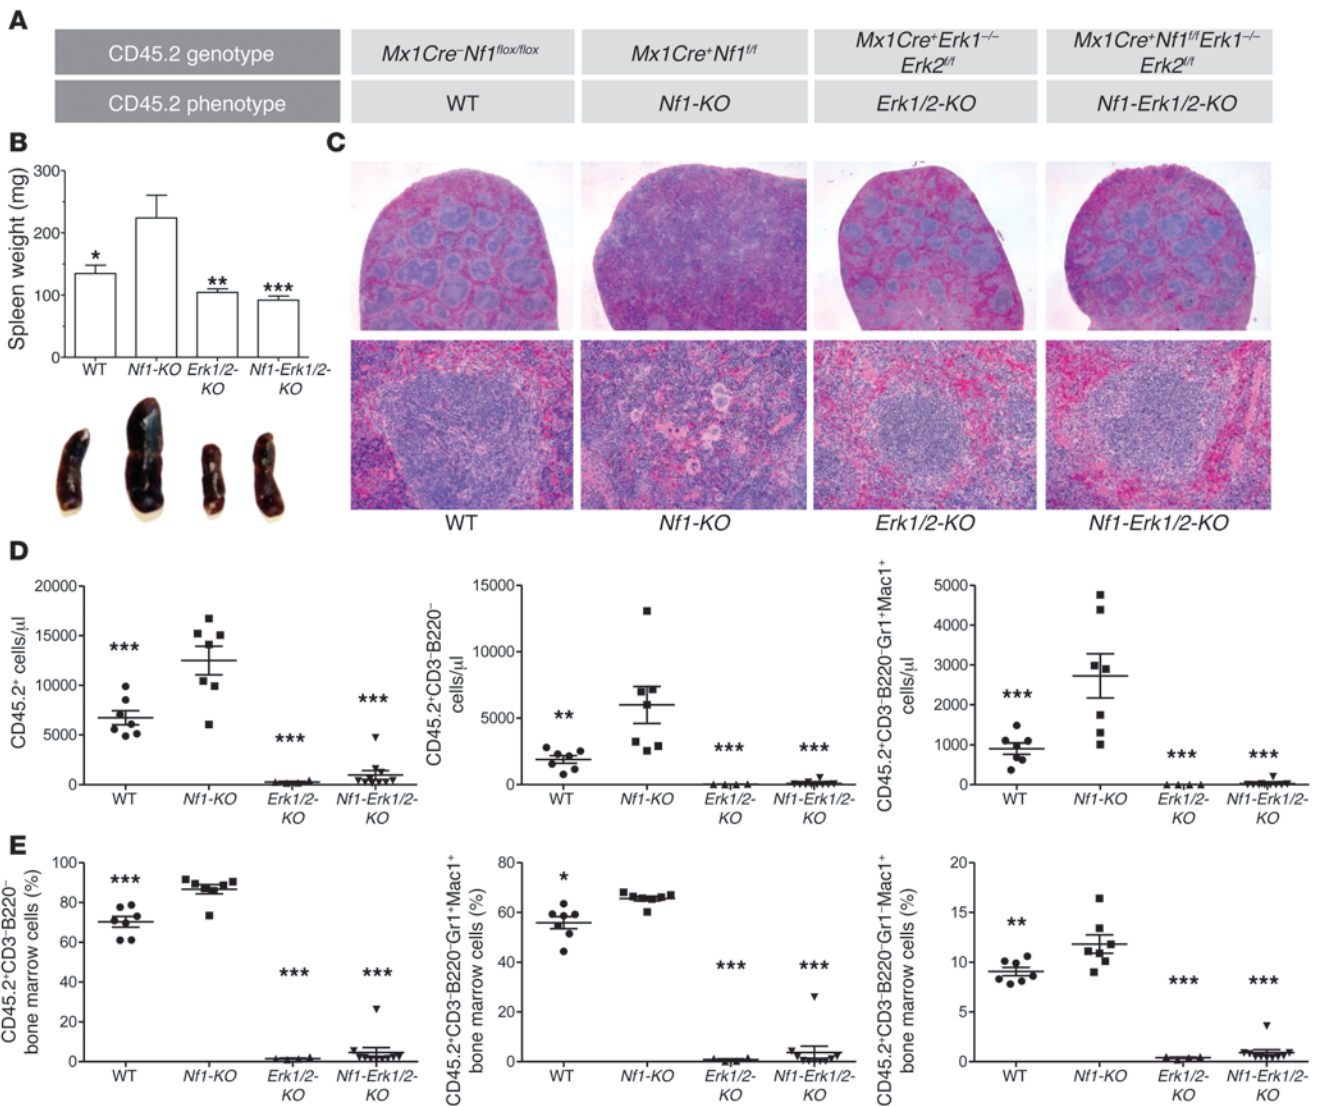 A
CD45.2 genotype
Mx1Cre⁻Nf1flox/flox
Mx1Cre⁺Nf1f/f
Mx1Cre⁺Erk1⁻/⁻
Erk2f/f
Mx1Cre⁺Nf1f/fErk1⁻/⁻
Erk2f/f
CD45.2 phenotype
WT
Nf1-KO
Erk1/2-KO
Nf1-Erk1/2-KO
B
Spleen weight (mg)
300
200
100
0
*
**
***
WT
Nf1-KO
Erk1/2-
KO
Nf1-Erk1/2-
KO
C
WT
Nf1-KO
Erk1/2-KO
Nf1-Erk1/2-KO
D
CD45.2⁺ cells/µl
20000
15000
10000
5000
0
***
***
***
WT
Nf1-KO
Erk1/2-
KO
Nf1-Erk1/2-
KO
CD45.2⁺CD3⁻B220⁻
cells/µl
15000
10000
5000
0
**
***
***
WT
Nf1-KO
Erk1/2-
KO
Nf1-Erk1/2-
KO
CD45.2⁺CD3⁻B220⁻Gr1⁺Mac1⁺
cells/µl
5000
4000
3000
2000
1000
0
***
***
***
WT
Nf1-KO
Erk1/2-
KO
Nf1-Erk1/2-
KO
E
CD45.2⁺CD3⁻B220⁻
bone marrow cells (%)
100
80
60
40
20
0
***
***
***
WT
Nf1-KO
Erk1/2-
KO
Nf1-Erk1/2-
KO
CD45.2⁺CD3⁻B220⁻Gr1⁺Mac1⁺
bone marrow cells (%)
80
60
40
20
0
*
***
***
WT
Nf1-KO
Erk1/2-
KO
Nf1-Erk1/2-
KO
CD45.2⁺CD3⁻B220⁻Gr1⁻Mac1⁺
bone marrow cells (%)
20
15
10
5
0
**
***
***
WT
Nf1-KO
Erk1/2-
KO
Nf1-Erk1/2-
KO